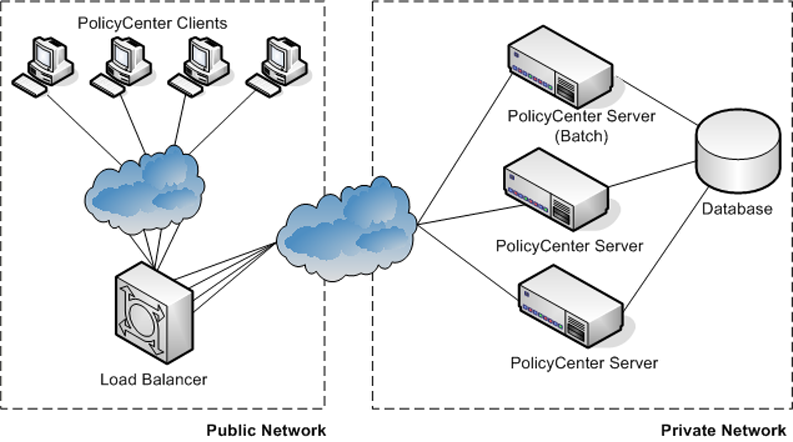 PolicyCenter Clients
PolicyCenter Server
(Batch)
Database
PolicyCenter Server
PolicyCenter Server
Load Balancer
Public Network
Private Network